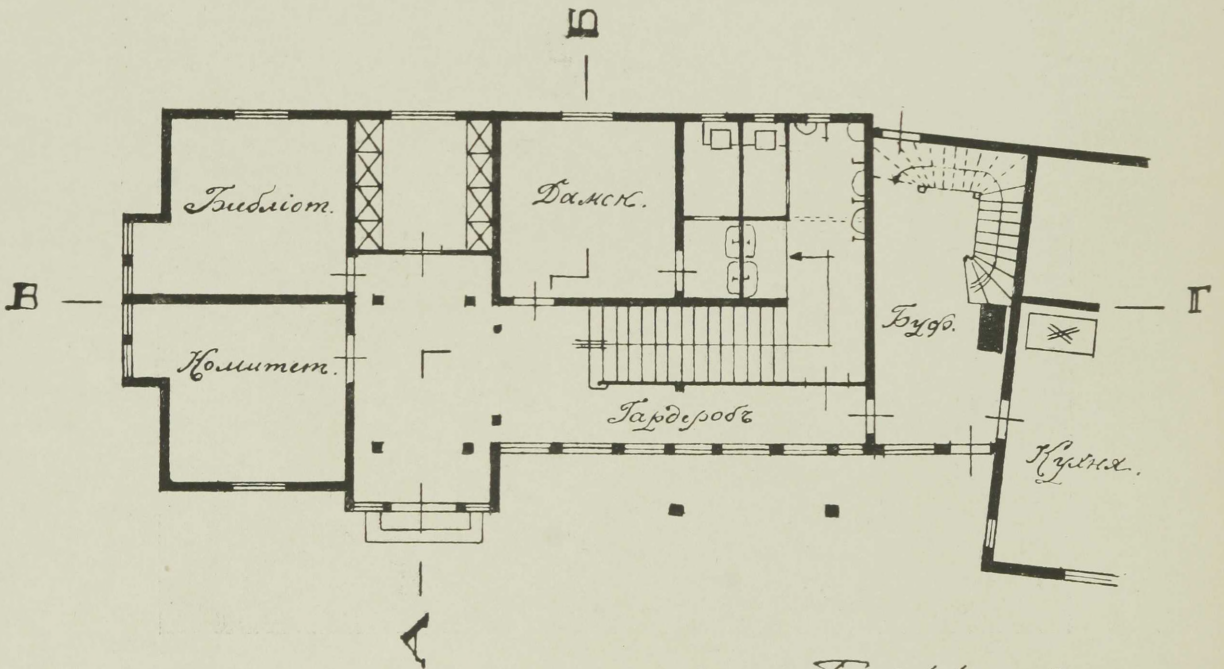 Б
Библіот.
Дамск.
В
Г
Буф.
Комитет.
Гардеробъ
Кухня.
А